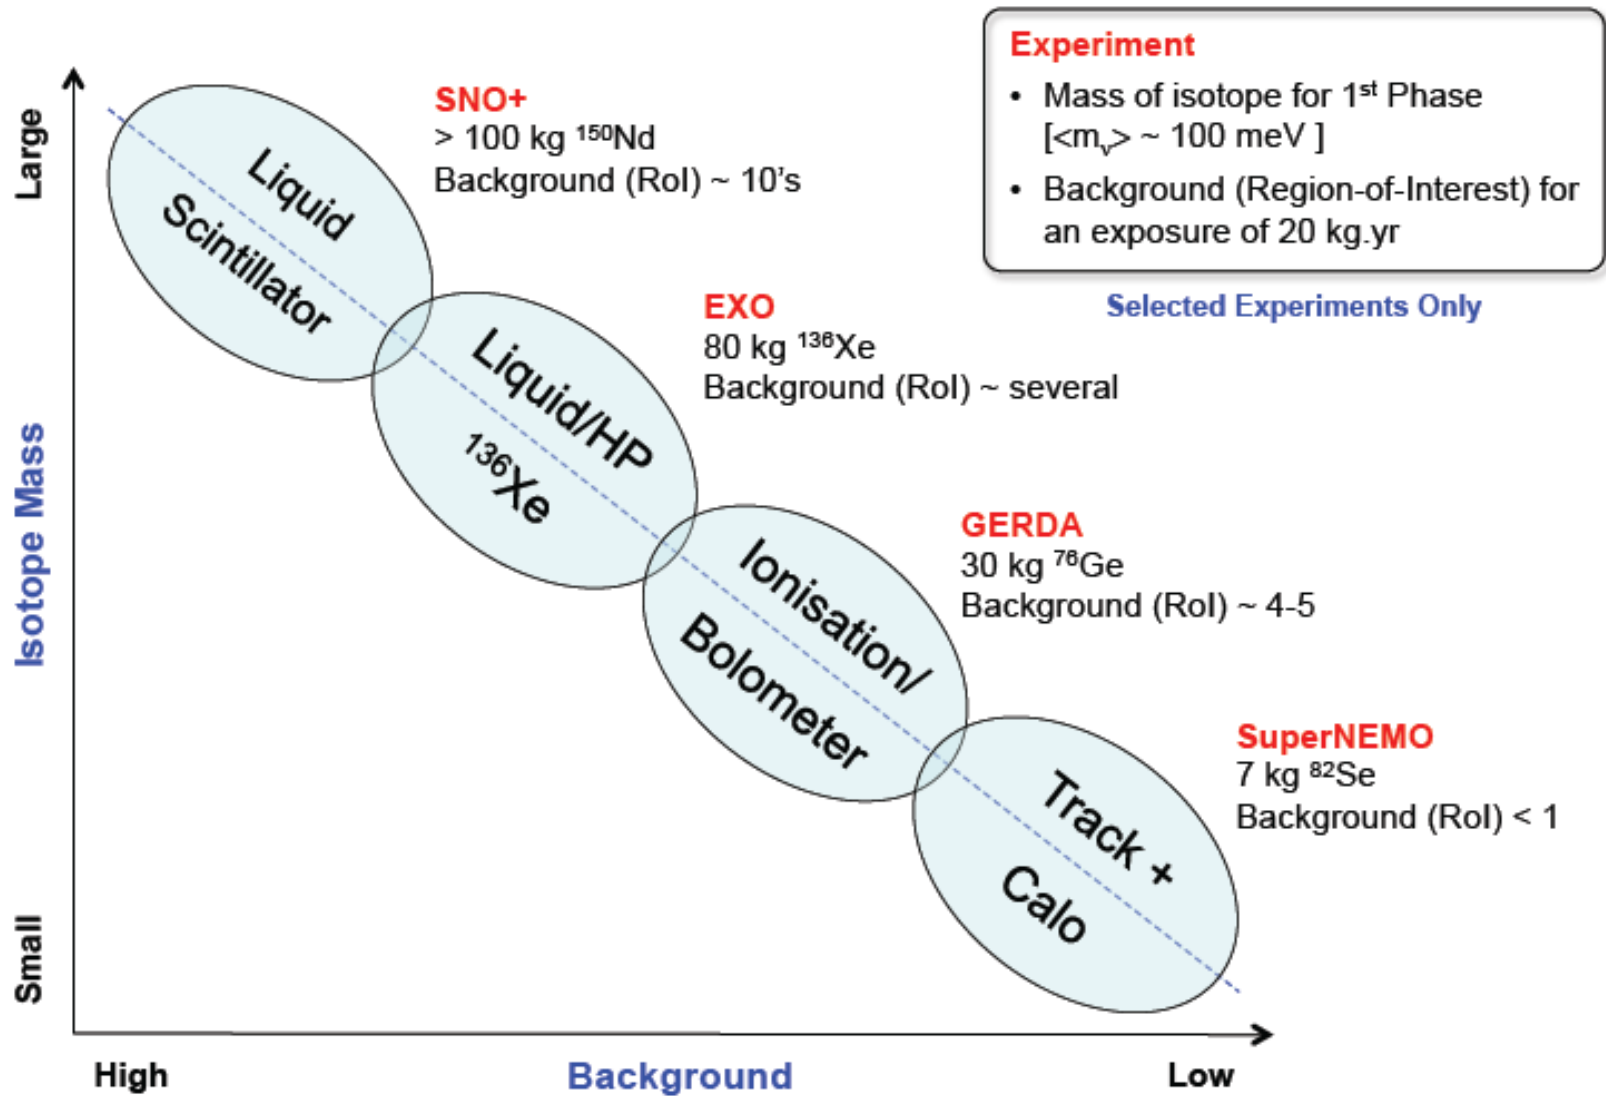 Experiment
• Mass of isotope for 1st Phase
[<mν> ~ 100 meV ]
• Background (Region-of-Interest) for
an exposure of 20 kg.yr
Selected Experiments Only
SNO+
> 100 kg 150Nd
Background (RoI) ~ 10's
EXO
80 kg 136Xe
Background (RoI) ~ several
GERDA
30 kg 76Ge
Background (RoI) ~ 4-5
SuperNEMO
7 kg 82Se
Background (RoI) < 1
Liquid
Scintillator
Liquid/HP
136Xe
Ionisation/
Bolometer
Track +
Calo
Large
Isotope Mass
Small
High
Background
Low